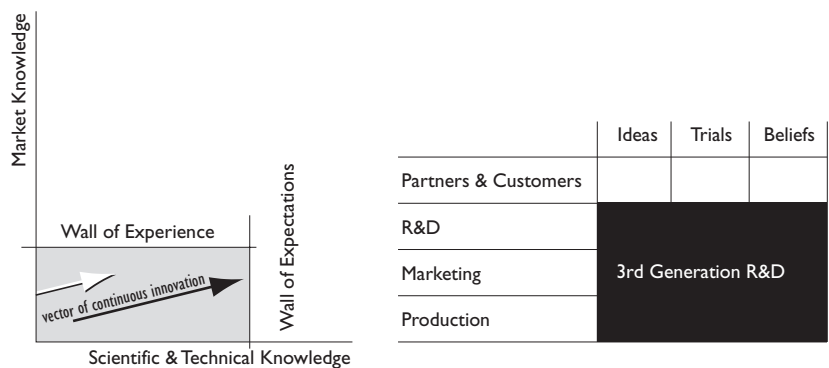 Market Knowledge
Wall of Experience
Wall of Expectations
vector of continuous innovation
Scientific & Technical Knowledge
Ideas Trials Beliefs
Partners & Customers
R&D
Marketing
Production
3rd Generation R&D